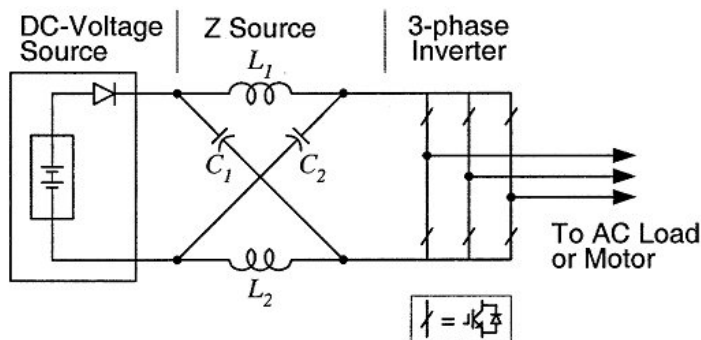 DC-Voltage
Source
Z Source
3-phase
Inverter
L1
C1
C2
L2
To AC Load
or Motor
=